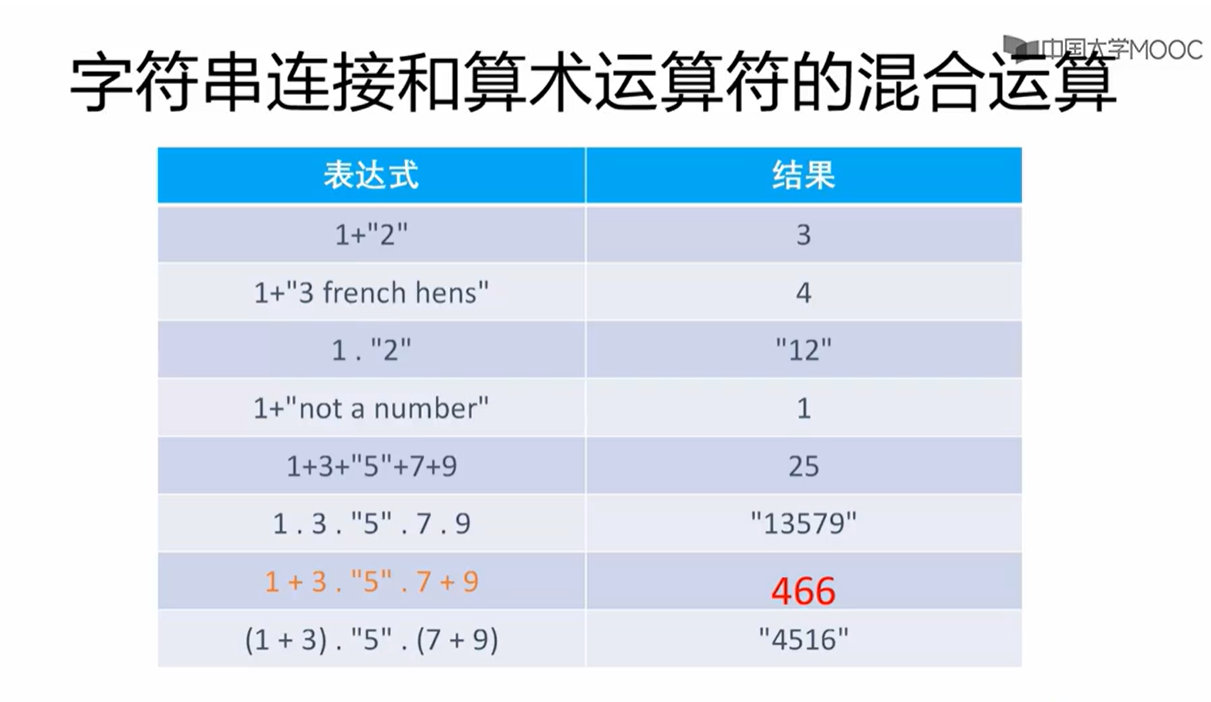 中国大学MOOC
字符串连接和算术运算符的混合运算
表达式 结果
1+"2" 3
1+"3 french hens" 4
1 . "2" "12"
1+"not a number" 1
1+3+"5"+7+9 25
1 . 3 . "5" . 7 . 9 "13579"
1 + 3 . "5" . 7 + 9 466
(1 + 3) . "5" . (7 + 9) "4516"